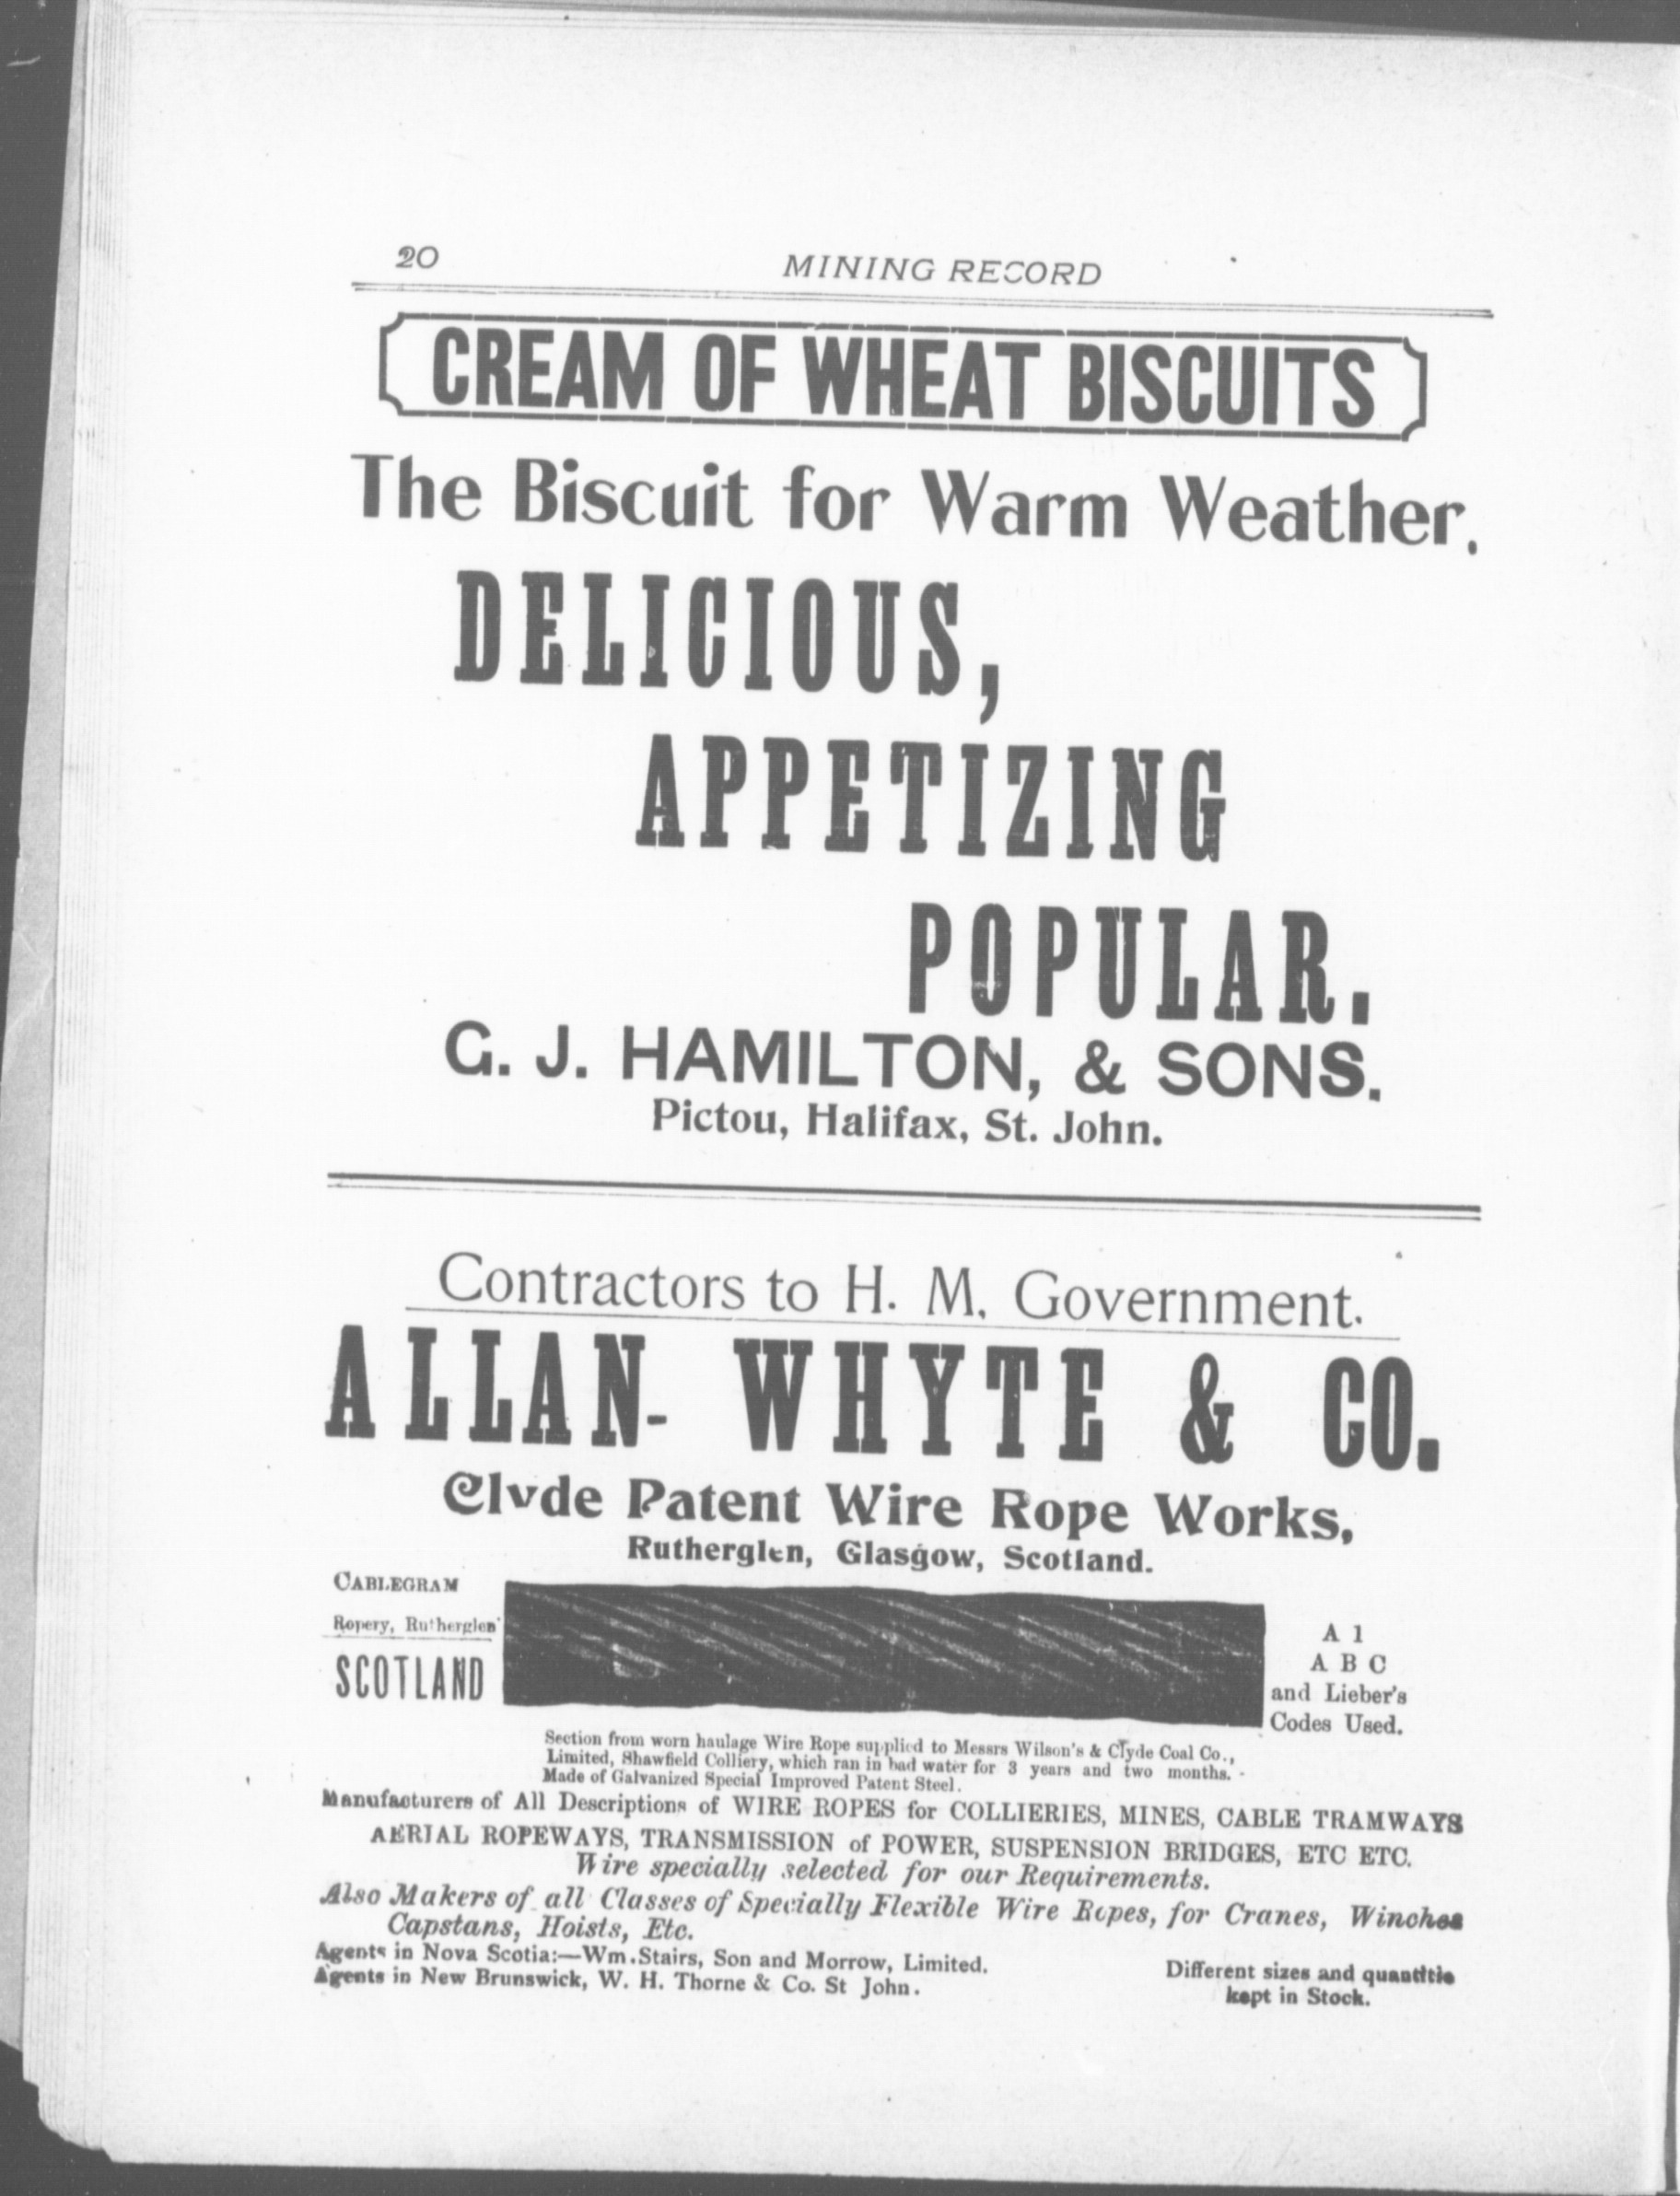 20
MINING RECORD
CREAM OF WHEAT BISCUITS
The Biscuit for Warm Weather.
DELICIOUS,
APPETIZING
POPULAR.
G. J. HAMILTON, & SONS.
Pictou, Halifax, St. John.
Contractors to H. M. Government.
ALLAN- WHYTE & CO.
Clyde Patent Wire Rope Works,
Rutherglen, Glasgow, Scotland.
CABLEGRAM
Ropery, Rutherglen'
SCOTLAND
A 1
A B C
and Lieber's
Codes Used.
Section from worn haulage Wire Rope supplied to Messrs Wilson's & Clyde Coal Co.,
Limited, Shawfield Colliery, which ran in bad water for 3 years and two months. -
Made of Galvanized Special Improved Patent Steel.
Manufacturers of All Descriptions of WIRE ROPES for COLLIERIES, MINES, CABLE TRAMWAYS
AERIAL ROPEWAYS, TRANSMISSION of POWER, SUSPENSION BRIDGES, ETC ETC.
Wire specially selected for our Requirements.
Also Makers of all Classes of Specially Flexible Wire Ropes, for Cranes, Winches
Capstans, Hoists, Etc.
Agents in Nova Scotia:—Wm. Stairs, Son and Morrow, Limited.
Agents in New Brunswick, W. H. Thorne & Co. St John.
Different sizes and quantitie
kept in Stock.